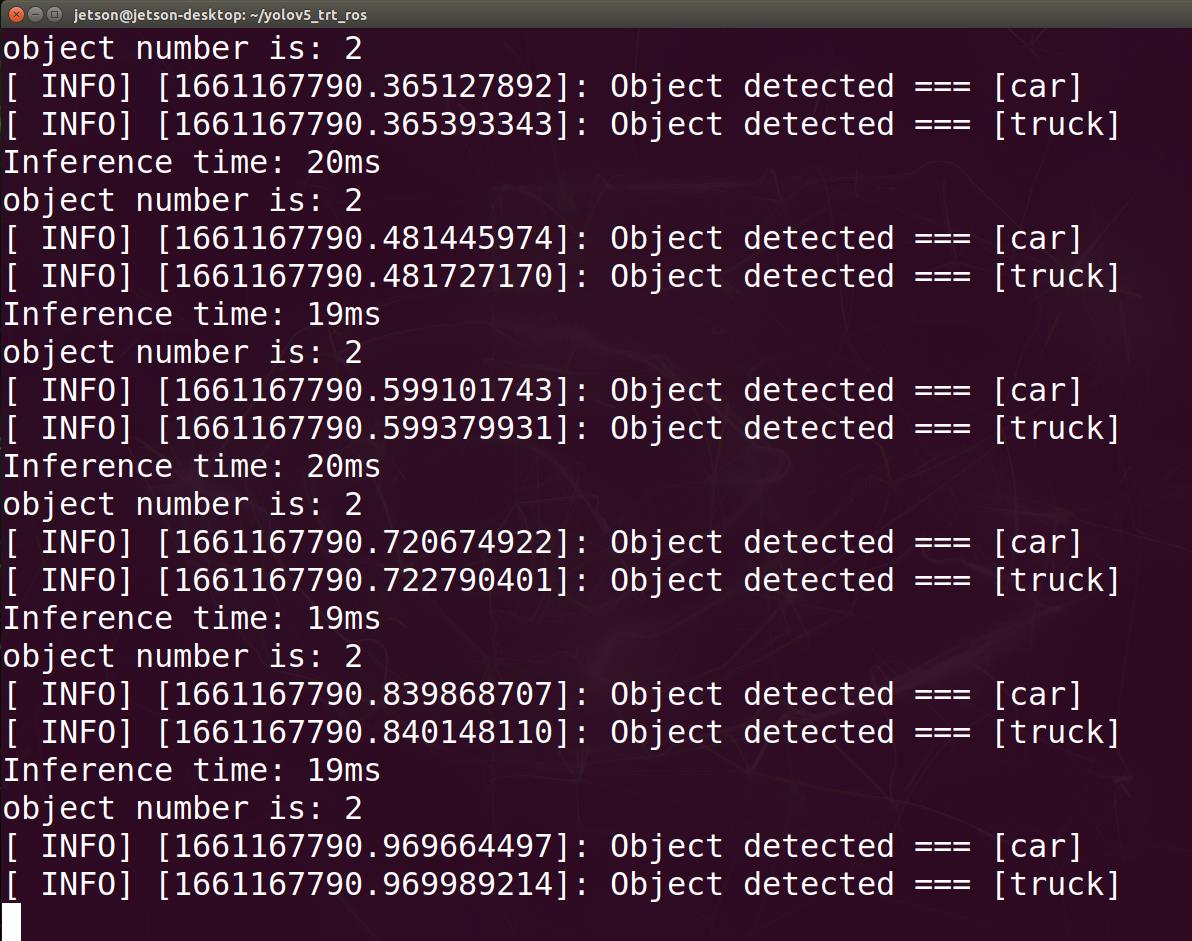 jetson@jetson-desktop: ~/yolov5_trt_ros
object number is: 2
[ INFO] [1661167790.365127892]: Object detected === [car]
[ INFO] [1661167790.365393343]: Object detected === [truck]
Inference time: 20ms
object number is: 2
[ INFO] [1661167790.481445974]: Object detected === [car]
[ INFO] [1661167790.481727170]: Object detected === [truck]
Inference time: 19ms
object number is: 2
[ INFO] [1661167790.599101743]: Object detected === [car]
[ INFO] [1661167790.599379931]: Object detected === [truck]
Inference time: 20ms
object number is: 2
[ INFO] [1661167790.720674922]: Object detected === [car]
[ INFO] [1661167790.722790401]: Object detected === [truck]
Inference time: 19ms
object number is: 2
[ INFO] [1661167790.839868707]: Object detected === [car]
[ INFO] [1661167790.840148110]: Object detected === [truck]
Inference time: 19ms
object number is: 2
[ INFO] [1661167790.969664497]: Object detected === [car]
[ INFO] [1661167790.969989214]: Object detected === [truck]